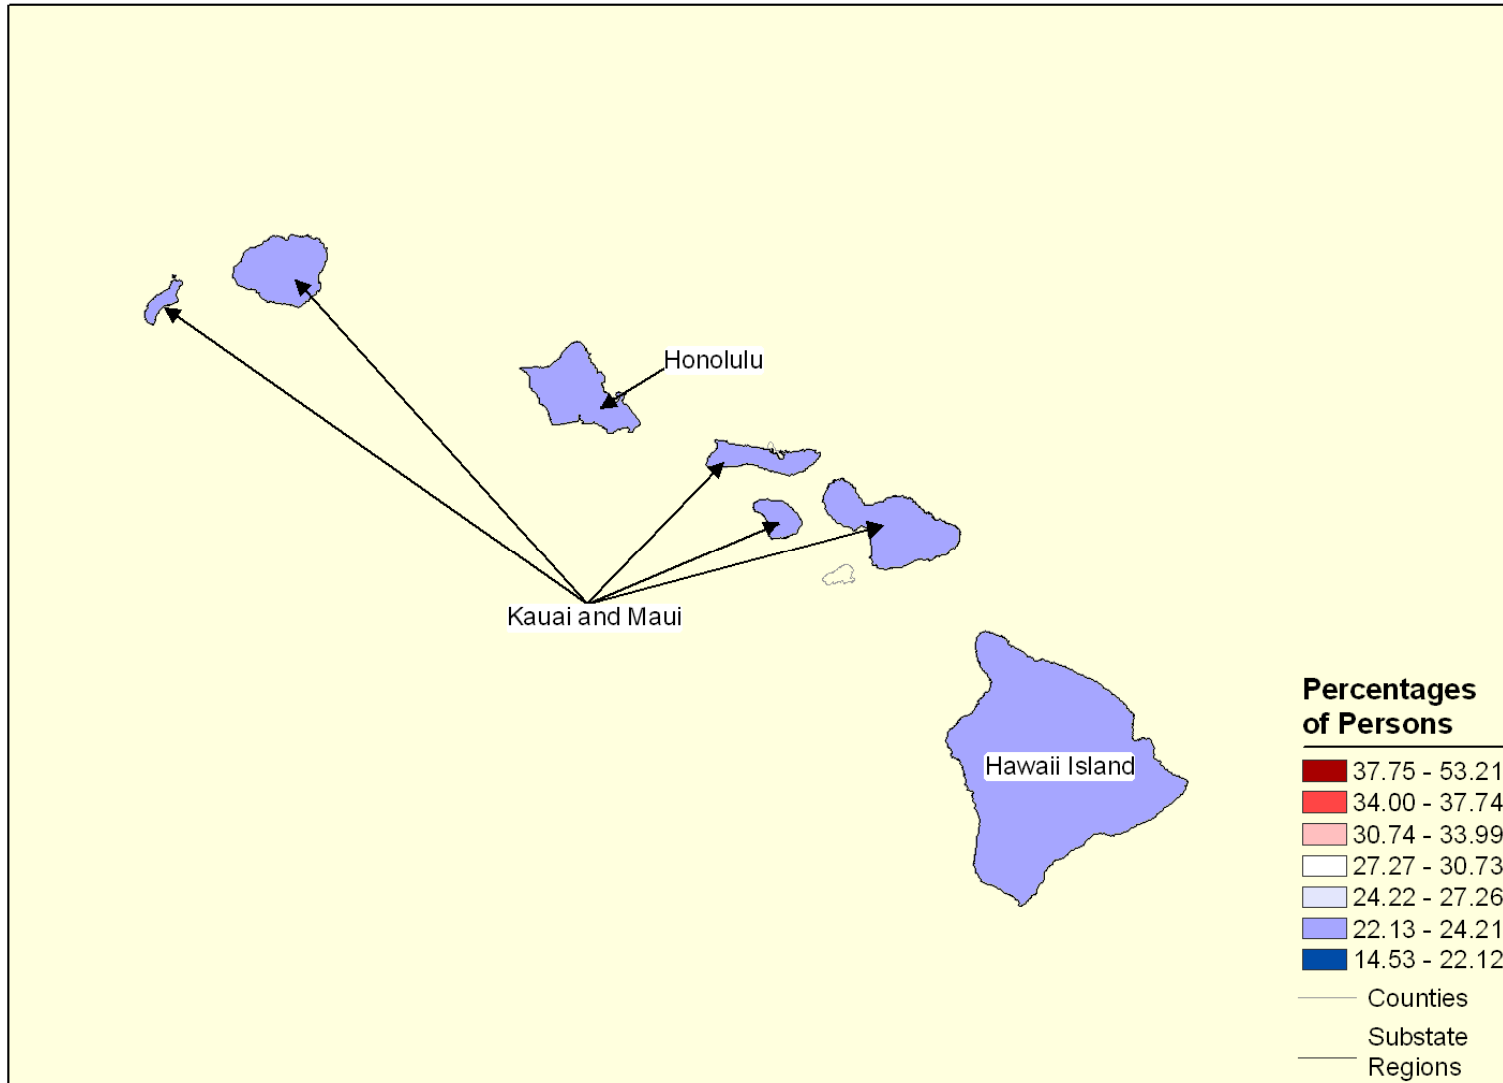 Honolulu
Kauai and Maui
Hawaii Island
Percentages
of Persons
37.75 - 53.21
34.00 - 37.74
30.74 - 33.99
27.27 - 30.73
24.22 - 27.26
22.13 - 24.21
14.53 - 22.12
Counties
Substate
Regions